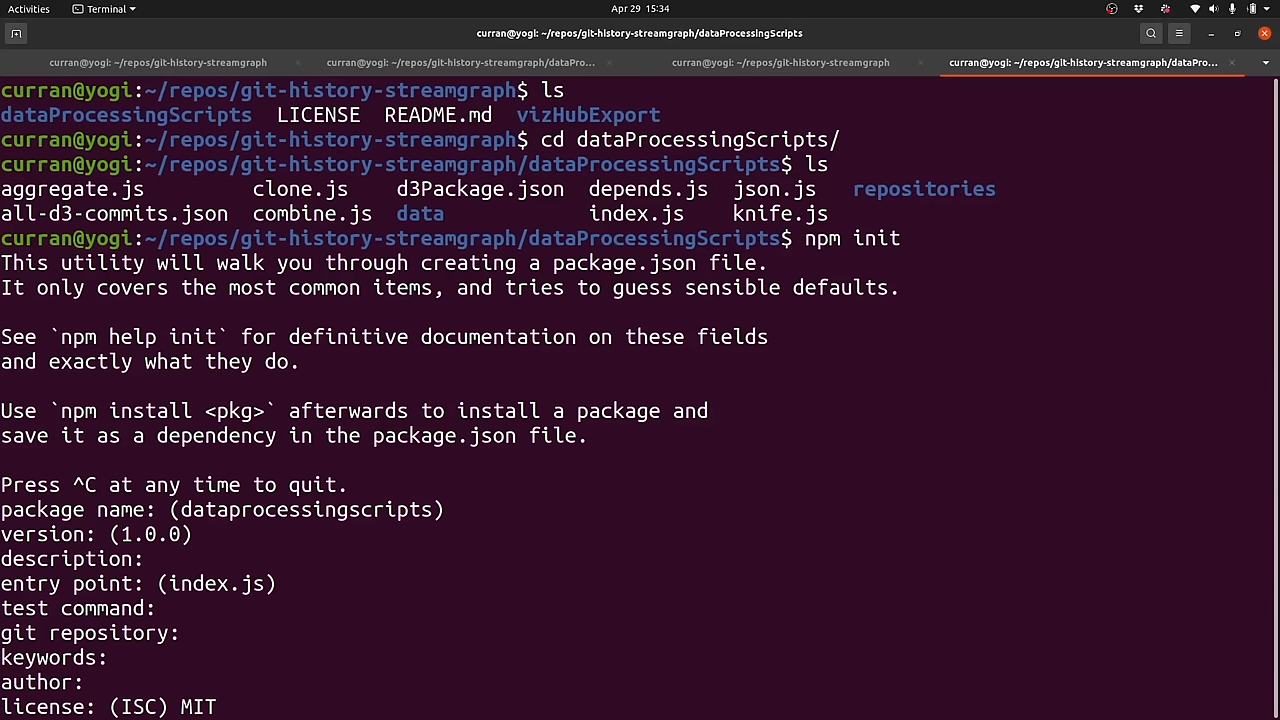 Activities Terminal Apr 29 15:34
curran@yogi: ~/repos/git-history-streamgraph/dataProcessingScripts
curran@yogi: ~/repos/git-history-streamgraph curran@yogi: ~/repos/git-history-streamgraph/dataPro... curran@yogi: ~/repos/git-history-streamgraph curran@yogi: ~/repos/git-history-streamgraph/dataPro...
curran@yogi:~/repos/git-history-streamgraph$ ls
dataProcessingScripts LICENSE README.md vizHubExport
curran@yogi:~/repos/git-history-streamgraph$ cd dataProcessingScripts/
curran@yogi:~/repos/git-history-streamgraph/dataProcessingScripts$ ls
aggregate.js clone.js d3Package.json depends.js json.js repositories
all-d3-commits.json combine.js data index.js knife.js
curran@yogi:~/repos/git-history-streamgraph/dataProcessingScripts$ npm init
This utility will walk you through creating a package.json file.
It only covers the most common items, and tries to guess sensible defaults.
See `npm help init` for definitive documentation on these fields
and exactly what they do.
Use `npm install <pkg>` afterwards to install a package and
save it as a dependency in the package.json file.
Press ^C at any time to quit.
package name: (dataprocessingscripts)
version: (1.0.0)
description:
entry point: (index.js)
test command:
git repository:
keywords:
author:
license: (ISC) MIT